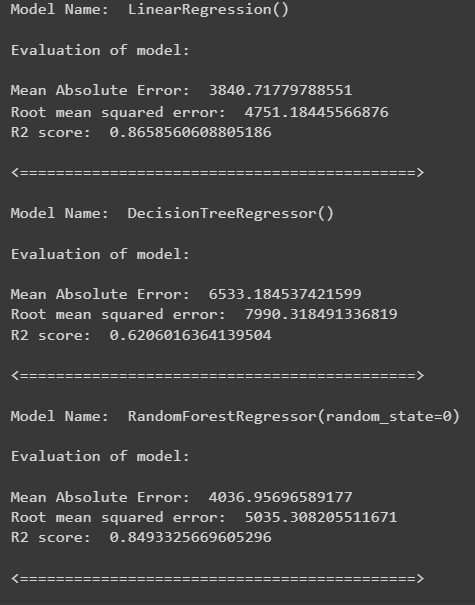 Model Name:  LinearRegression()
Evaluation of model:
Mean Absolute Error:  3840.71779788551
Root mean squared error:  4751.18445566876
R2 score:  0.8658560608805186
<============================================>
Model Name:  DecisionTreeRegressor()
Evaluation of model:
Mean Absolute Error:  6533.184537421599
Root mean squared error:  7990.318491336819
R2 score:  0.6206016364139504
<============================================>
Model Name:  RandomForestRegressor(random_state=0)
Evaluation of model:
Mean Absolute Error:  4036.95696589177
Root mean squared error:  5035.308205511671
R2 score:  0.8493325669605296
<============================================>